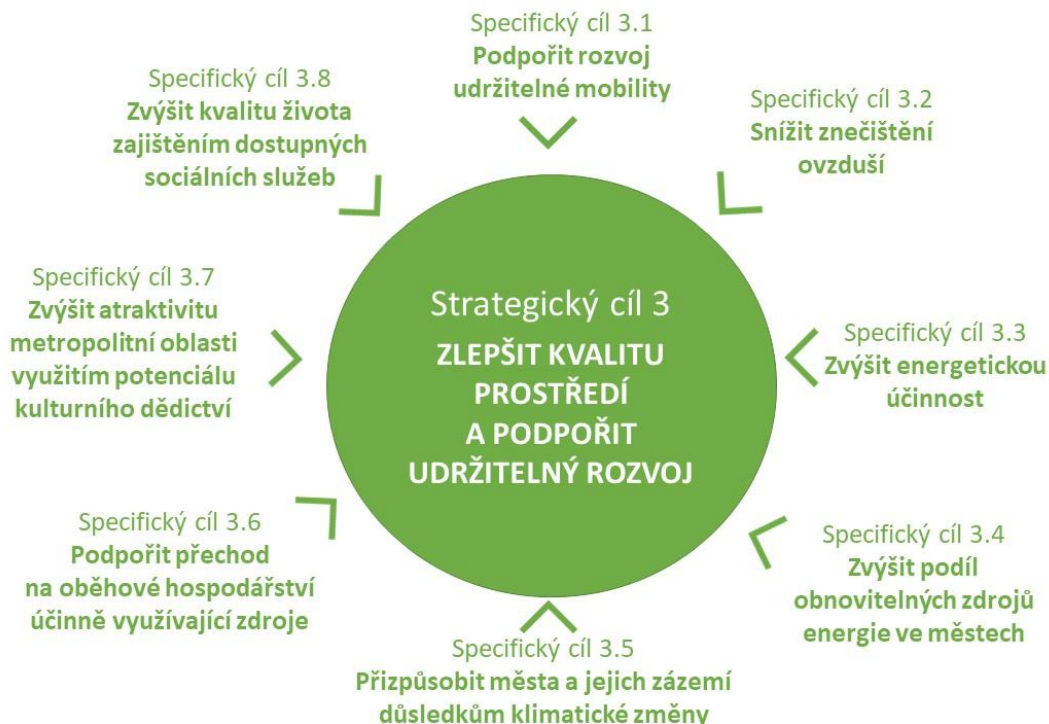 Specifický cíl 3.1
Podpořit rozvoj
udržitelné mobility
Specifický cíl 3.2
Snížit znečištění
ovzduší
Specifický cíl 3.3
Zvýšit energetickou
účinnost
Specifický cíl 3.4
Zvýšit podíl
obnovitelných zdrojů
energie ve městech
Specifický cíl 3.5
Přizpůsobit města a jejich zázemí
důsledkům klimatické změny
Specifický cíl 3.6
Podpořit přechod
na oběhové hospodářství
účinně využívající zdroje
Specifický cíl 3.7
Zvýšit atraktivitu
metropolitní oblasti
využitím potenciálu
kulturního dědictví
Specifický cíl 3.8
Zvýšit kvalitu života
zajištěním dostupných
sociálních služeb
Strategický cíl 3
ZLEPŠIT KVALITU
PROSTŘEDÍ
A PODPOŘIT
UDRŽITELNÝ ROZVOJ